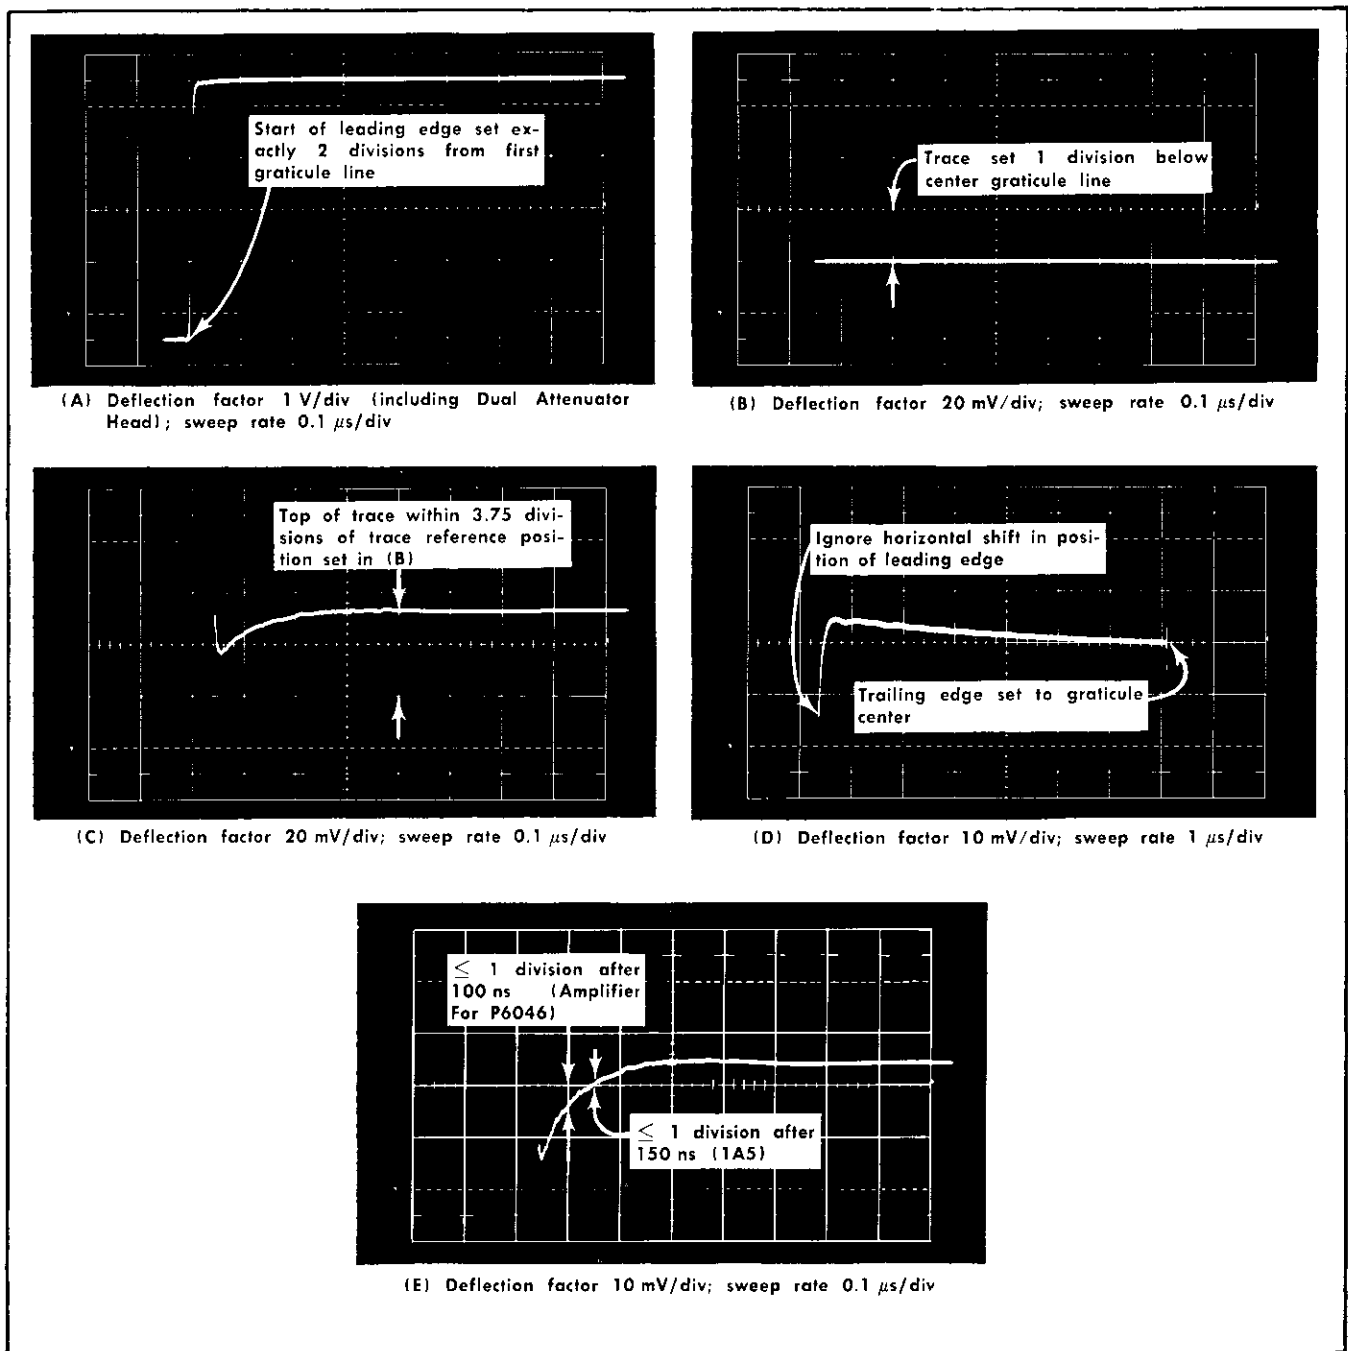 Start of leading edge set ex-
actly 2 divisions from first
graticule line
(A) Deflection factor 1 V/div (including Dual Attenuator
Head); sweep rate 0.1 μs/div
Trace set 1 division below
center graticule line
(B) Deflection factor 20 mV/div; sweep rate 0.1 μs/div
Top of trace within 3.75 divi-
sions of trace reference posi-
tion set in (B)
(C) Deflection factor 20 mV/div; sweep rate 0.1 μs/div
Ignore horizontal shift in posi-
tion of leading edge
Trailing edge set to graticule
center
(D) Deflection factor 10 mV/div; sweep rate 1 μs/div
≤ 1 division after
100 ns (Amplifier
For P6046)
≤ 1 division after
150 ns (1A5)
(E) Deflection factor 10 mV/div; sweep rate 0.1 μs/div